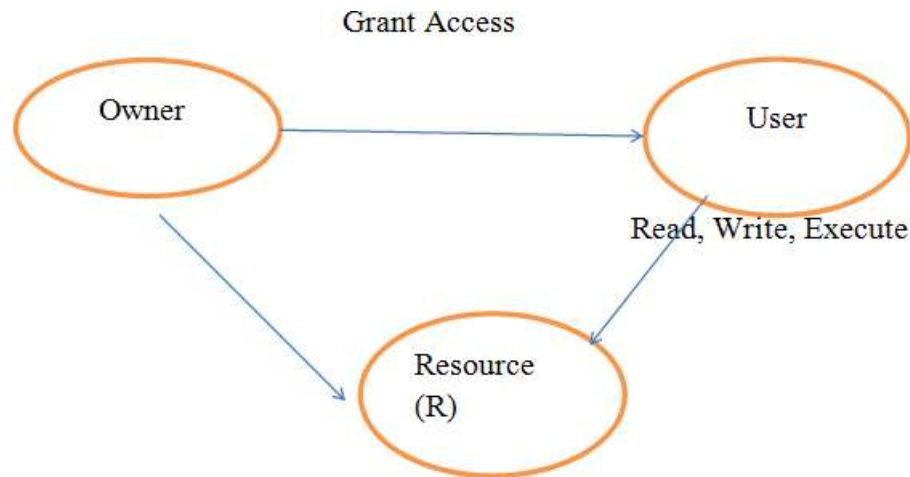 Grant Access
Owner
User
Read, Write, Execute
Resource
(R)